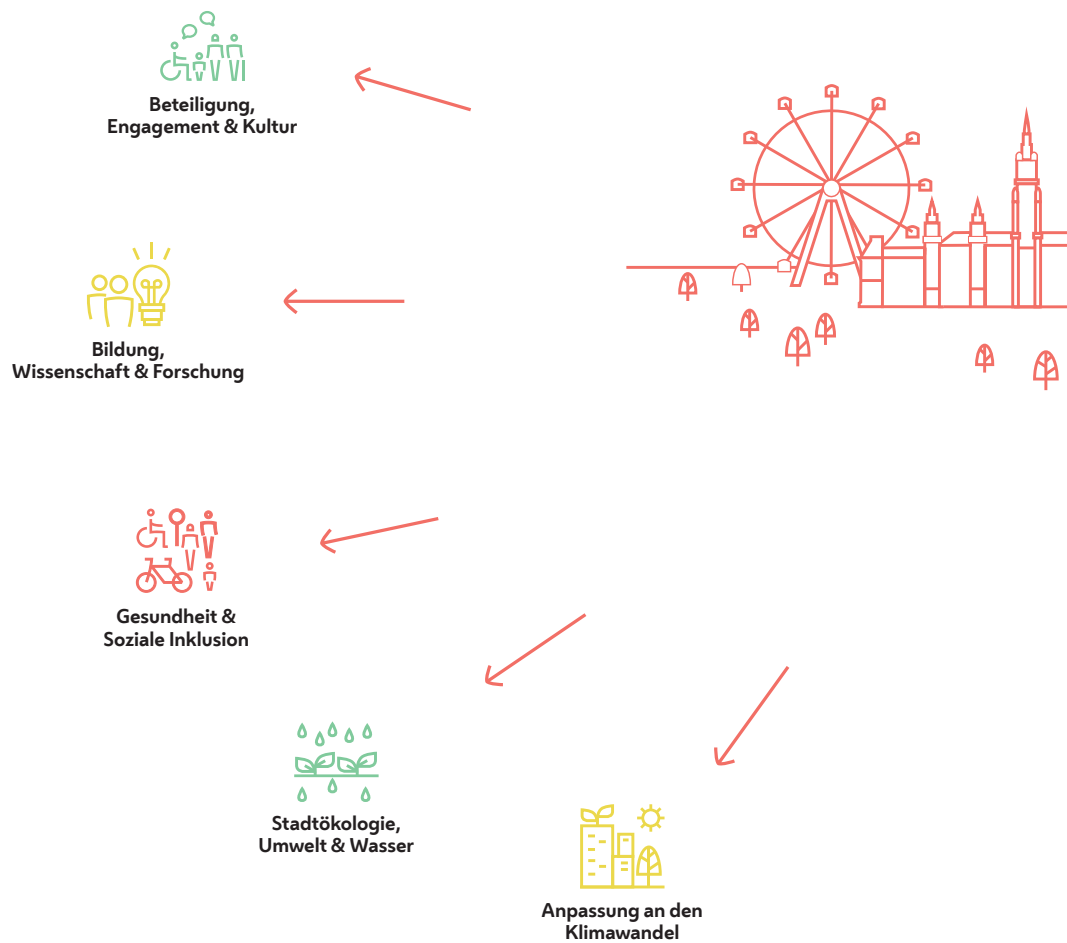 Beteiligung,
Engagement & Kultur
Bildung,
Wissenschaft & Forschung
Gesundheit &
Soziale Inklusion
Stadtökologie,
Umwelt & Wasser
Anpassung an den
Klimawandel